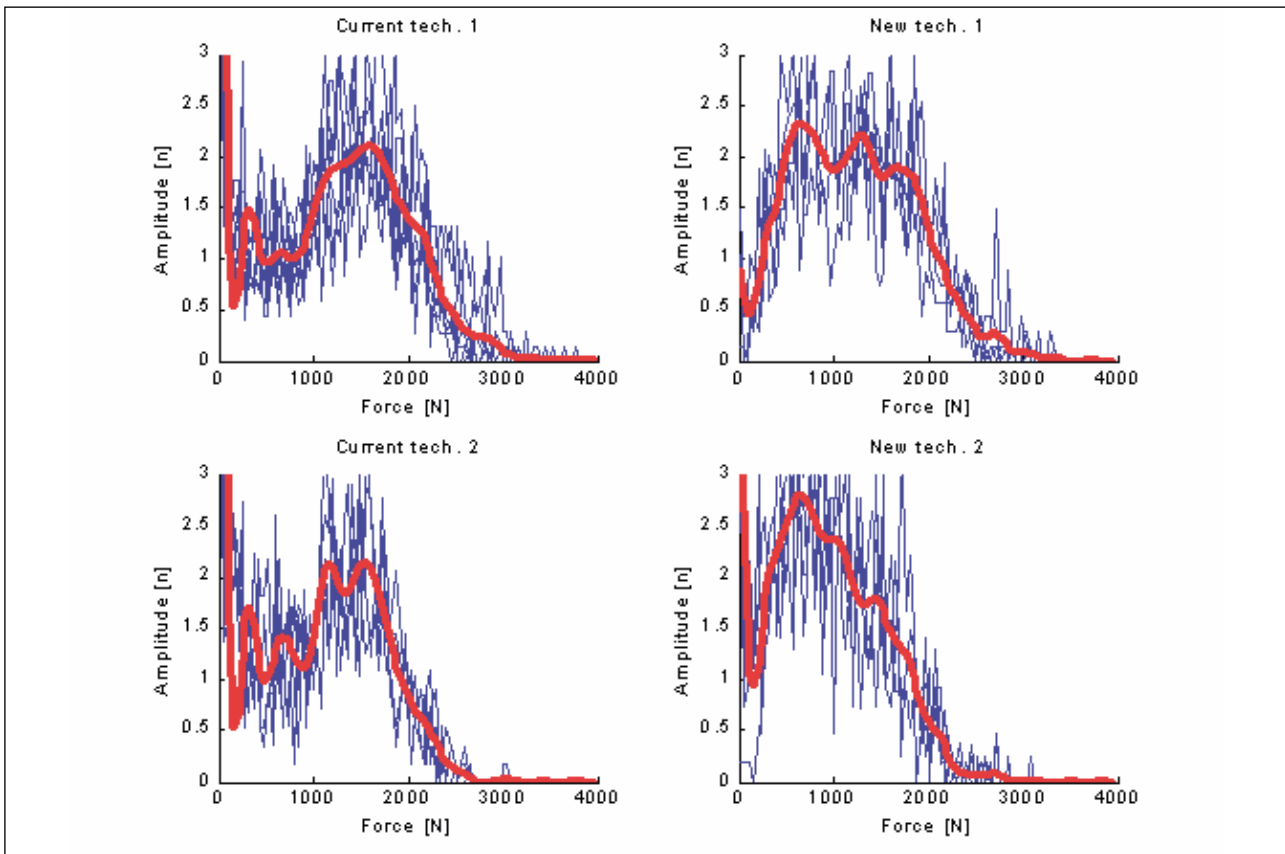 Current tech. 1
3
2.5
2
1.5
1
0.5
0
0 1000 2000 3000 4000
Amplitude [n]
Force [N]
New tech. 1
3
2.5
2
1.5
1
0.5
0
0 1000 2000 3000 4000
Amplitude [n]
Force [N]
Current tech. 2
3
2.5
2
1.5
1
0.5
0
0 1000 2000 3000 4000
Amplitude [n]
Force [N]
New tech. 2
3
2.5
2
1.5
1
0.5
0
0 1000 2000 3000 4000
Amplitude [n]
Force [N]